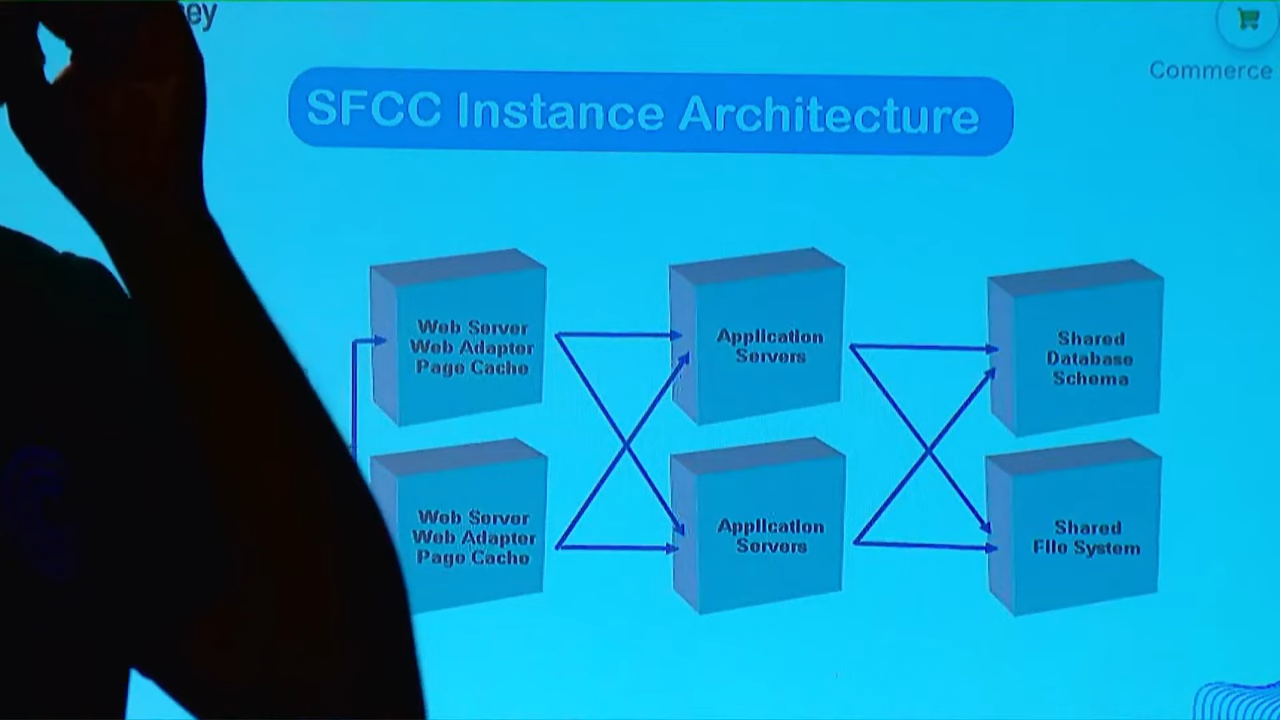 ey
Commerce
SFCC Instance Architecture
Web Server
Web Adapter
Page Cache
Application
Servers
Shared
Database
Schema
Web Server
Web Adapter
Page Cache
Application
Servers
Shared
File System